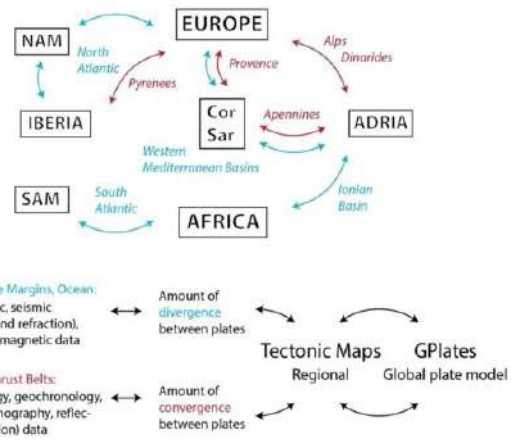 EUROPE
NAM
North
Atlantic
Alps
Dinarides
Provence
Pyrenees
IBERIA
Cor
Sar
Apennines
ADRIA
Western
Mediterranean Basins
SAM
South
Atlantic
Ionian
Basin
AFRICA
Margins, Ocean:
c, seismic
nd refraction),
magnetic data
Amount of
divergence
between plates
Tectonic Maps
Regional
GPlates
Global plate model
rust Belts:
gy, geochronology,
nography, reflec-
on) data
Amount of
convergence
between plates